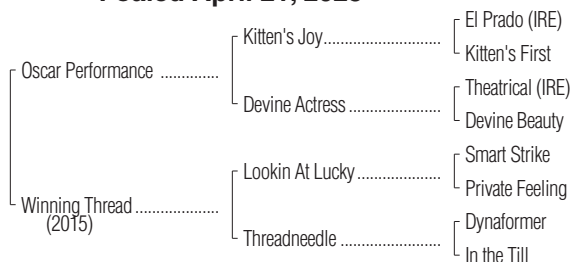 Foaled April 21, 2023
El Prado (IRE)
Kitten's Joy..............................
Kitten's First
Oscar Performance ..............
Theatrical (IRE)
Devine Actress .......................
Devine Beauty
Smart Strike
Lookin At Lucky ....................
Private Feeling
Winning Thread ....................
(2015)
Dynaformer
Threadneedle ........................
In the Till